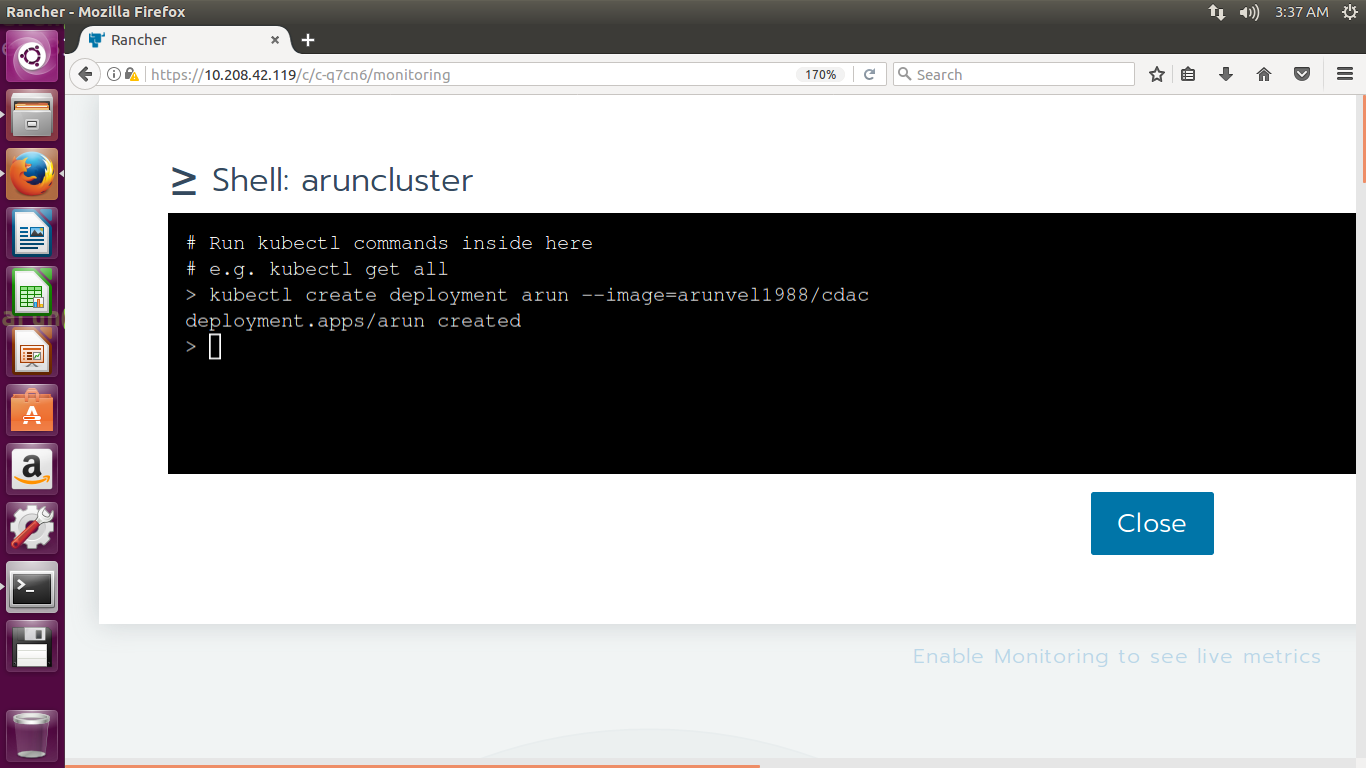 Rancher - Mozilla Firefox
3:37 AM
Rancher
https://10.208.42.119/c/c-q7cn6/monitoring
170%
Search
≥ Shell: aruncluster
# Run kubectl commands inside here
# e.g. kubectl get all
> kubectl create deployment arun --image=arunvel1988/cdac
deployment.apps/arun created
>
Close
Enable Monitoring to see live metrics